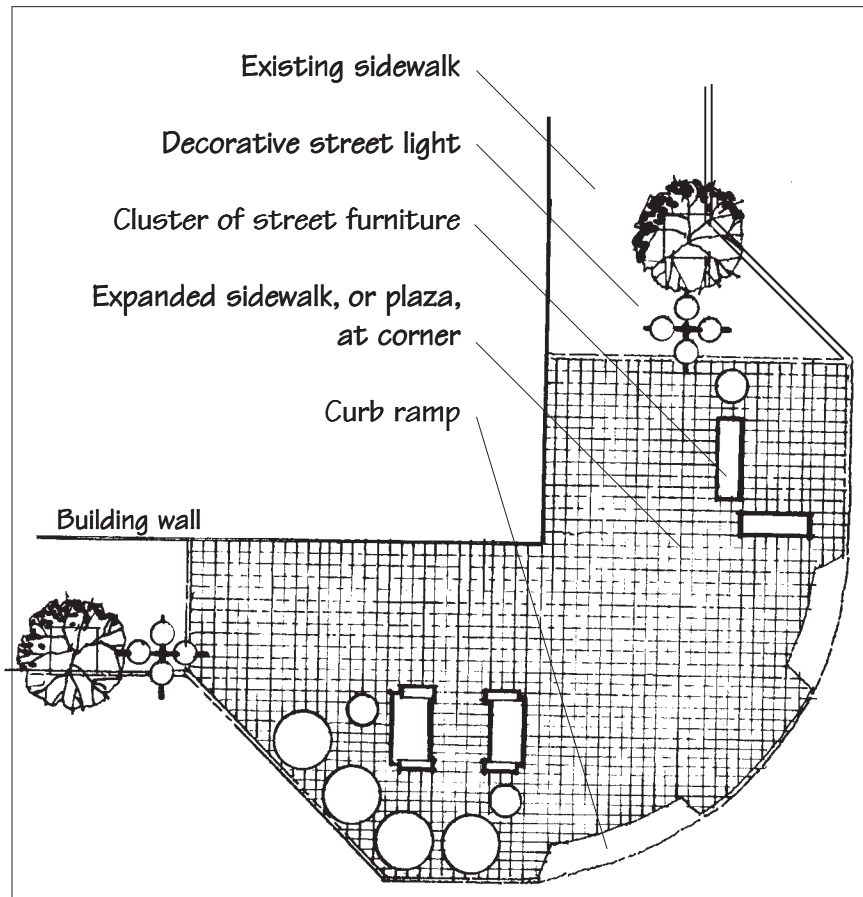 Existing sidewalk
Decorative street light
Cluster of street furniture
Expanded sidewalk, or plaza,
at corner
Curb ramp
Building wall